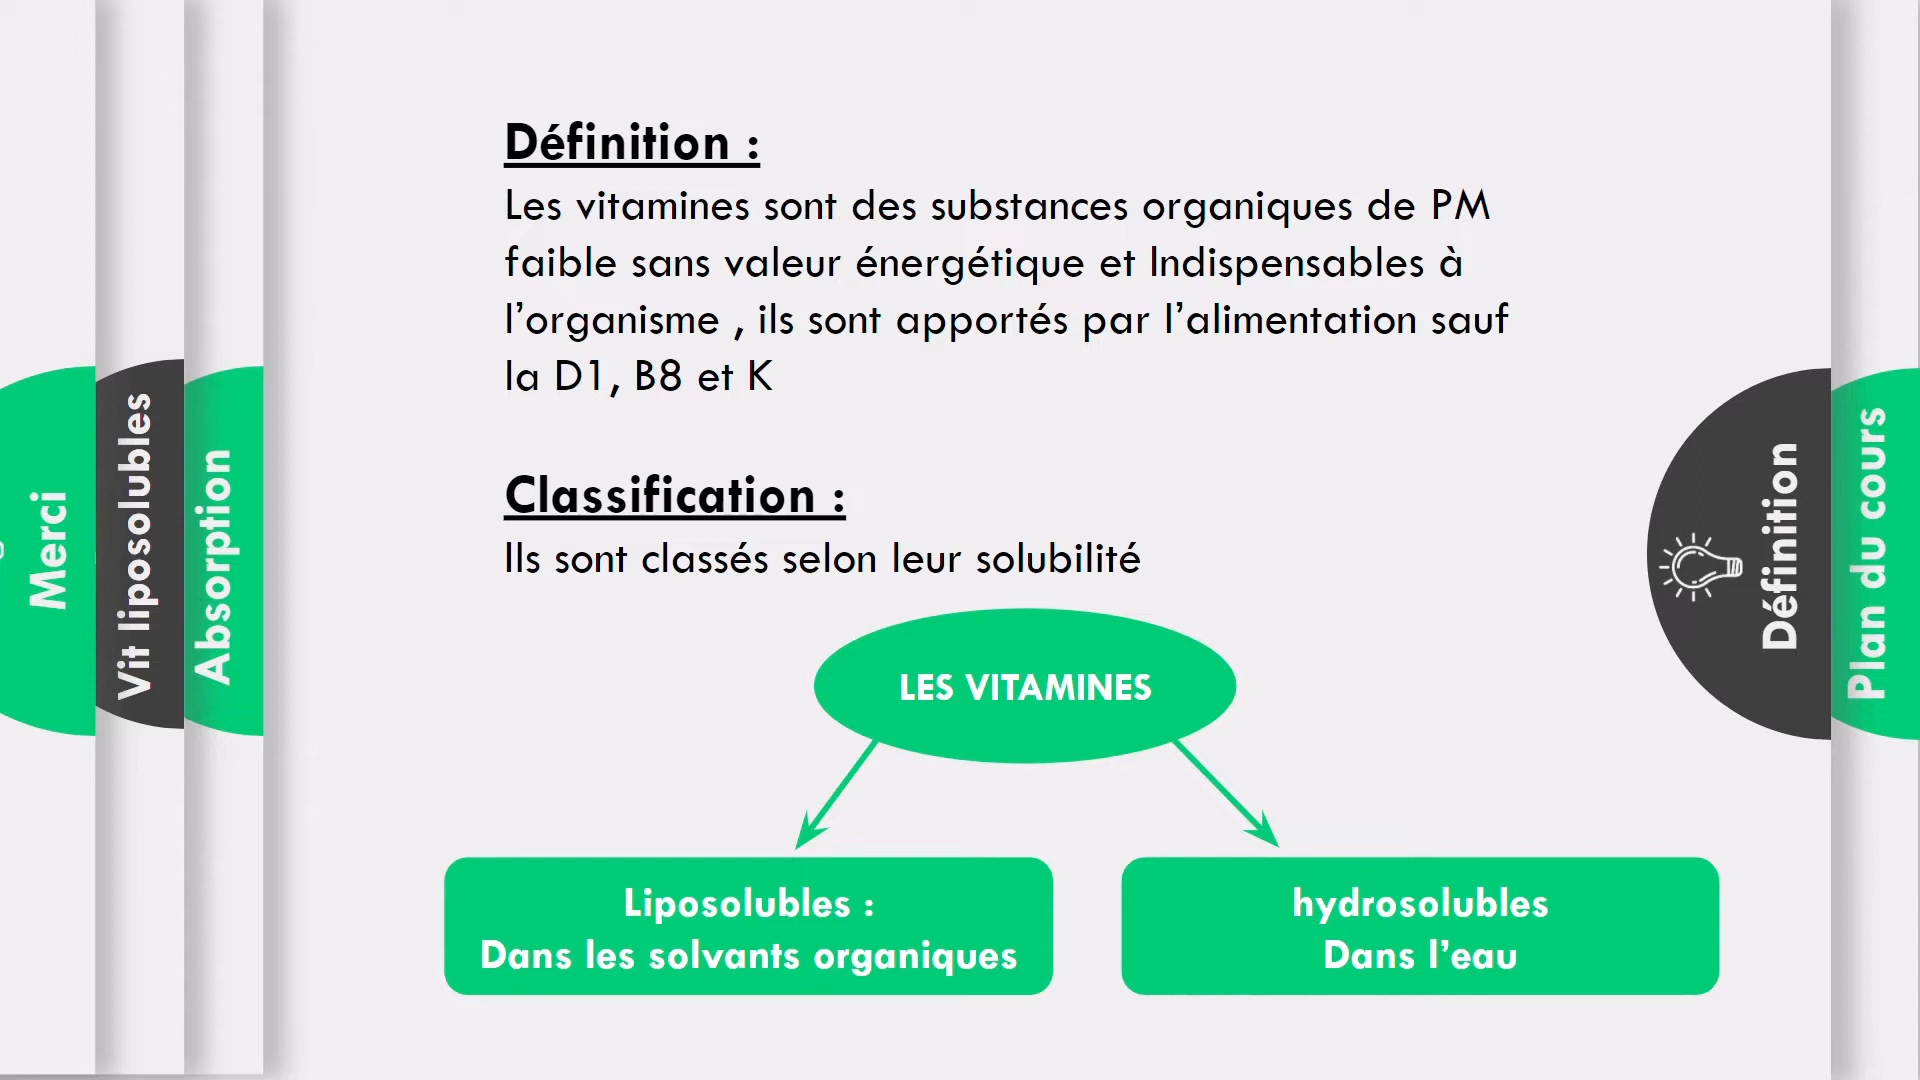 Définition :
Les vitamines sont des substances organiques de PM
faible sans valeur énergétique et Indispensables à
l’organisme , ils sont apportés par l’alimentation sauf
la D1, B8 et K
Classification :
Ils sont classés selon leur solubilité
LES VITAMINES
Liposolubles :
Dans les solvants organiques
hydrosolubles
Dans l’eau
Merci
Vit liposolubles
Absorption
Définition
Plan du cours